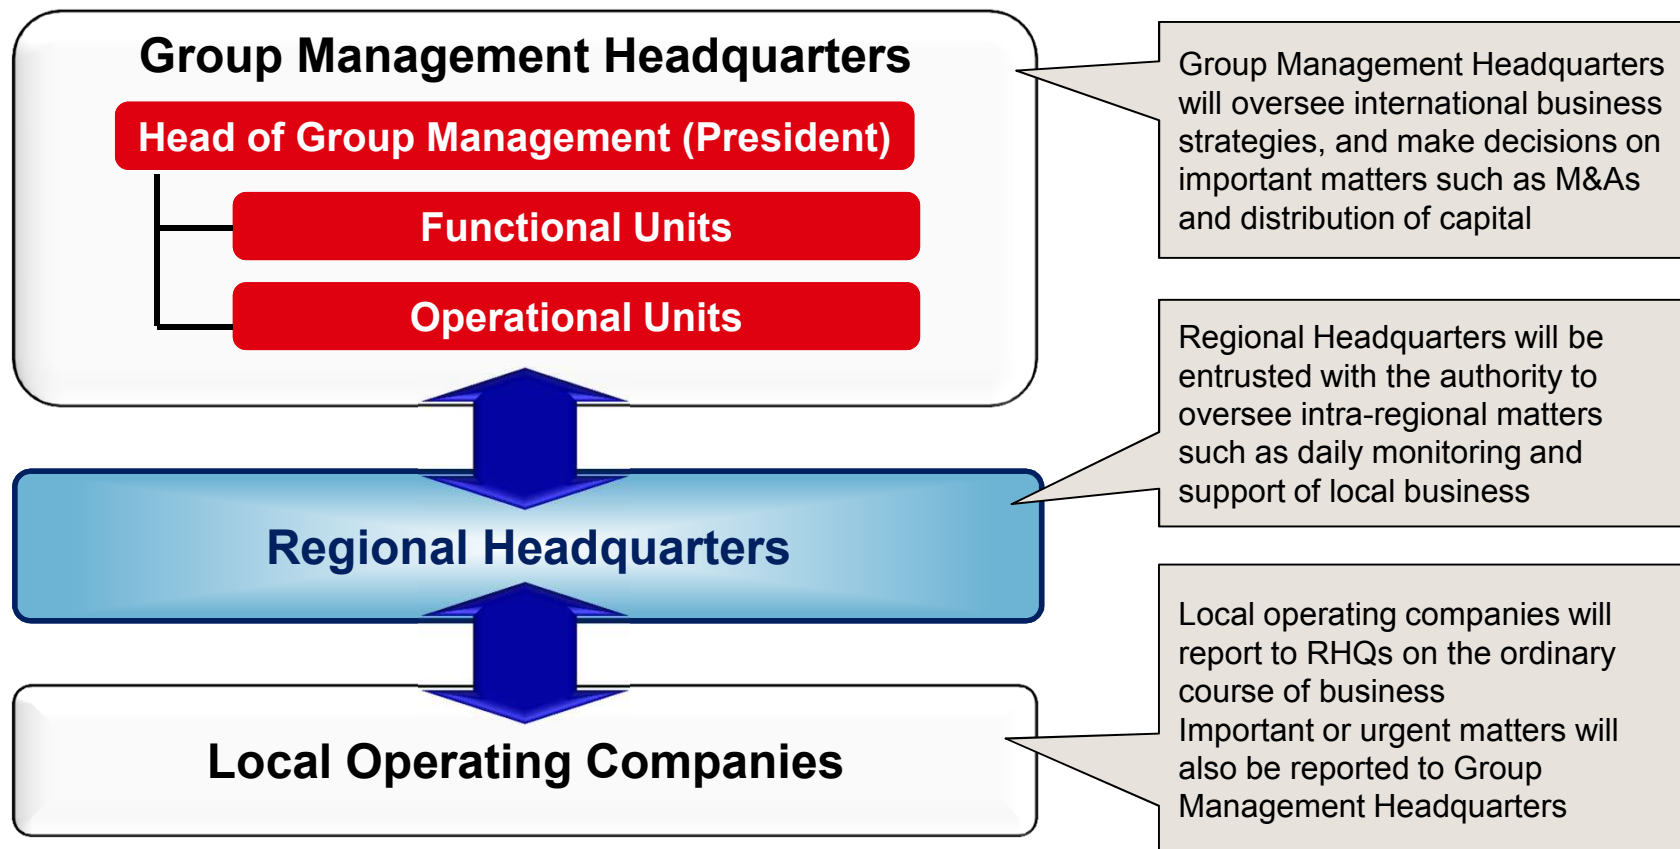 Group Management Headquarters
Head of Group Management (President)
Functional Units
Operational Units
Group Management Headquarters
will oversee international business
strategies, and make decisions on
important matters such as M&As
and distribution of capital
Regional Headquarters
Regional Headquarters will be
entrusted with the authority to
oversee intra-regional matters
such as daily monitoring and
support of local business
Local Operating Companies
Local operating companies will
report to RHQs on the ordinary
course of business
Important or urgent matters will
also be reported to Group
Management Headquarters